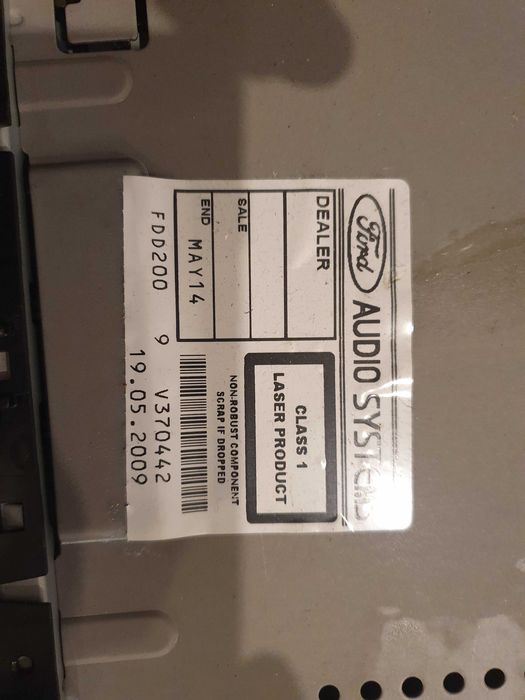 Ford AUDIO SYSTEMS
DEALER
SALE
END MAY14
CLASS 1
LASER PRODUCT
NON-ROBUST COMPONENT
SCRAP IF DROPPED
FDD200 9 V370442
19.05.2009